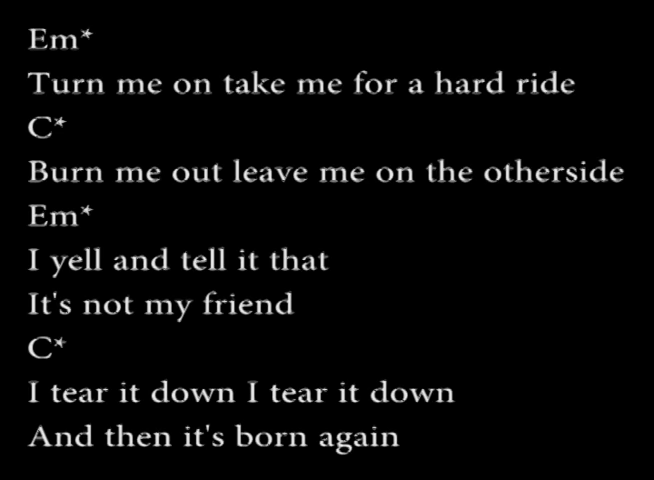 Em*
Turn me on take me for a hard ride
C*
Burn me out leave me on the otherside
Em*
I yell and tell it that
It's not my friend
C*
I tear it down I tear it down
And then it's born again